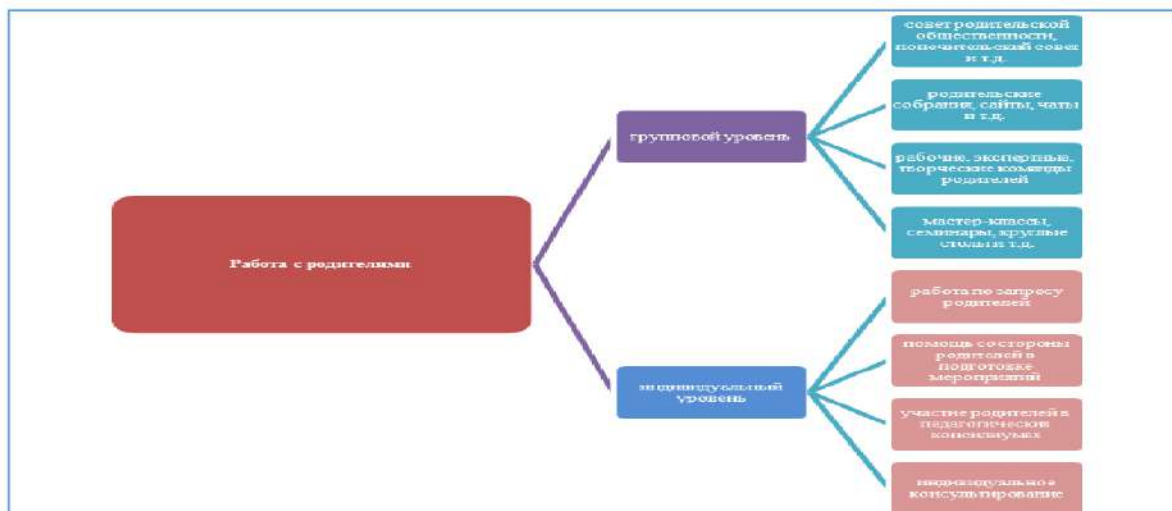 совет родительской
общественности,
попечительский совет
и т.д.
родительские
собрания, сайты, чаты
и т.д.
групповой уровень
рабочие, экспертные,
творческие команды
родителей
мастер-классы,
семинары, круглые
столы и т.д.
Работа с родителями
работа по запросу
родителей
помощь со стороны
родителей в
подготовке
мероприятий
индивидуальный
уровень
участие родителей в
педагогических
консилиумах
индивидуальное
консультирование